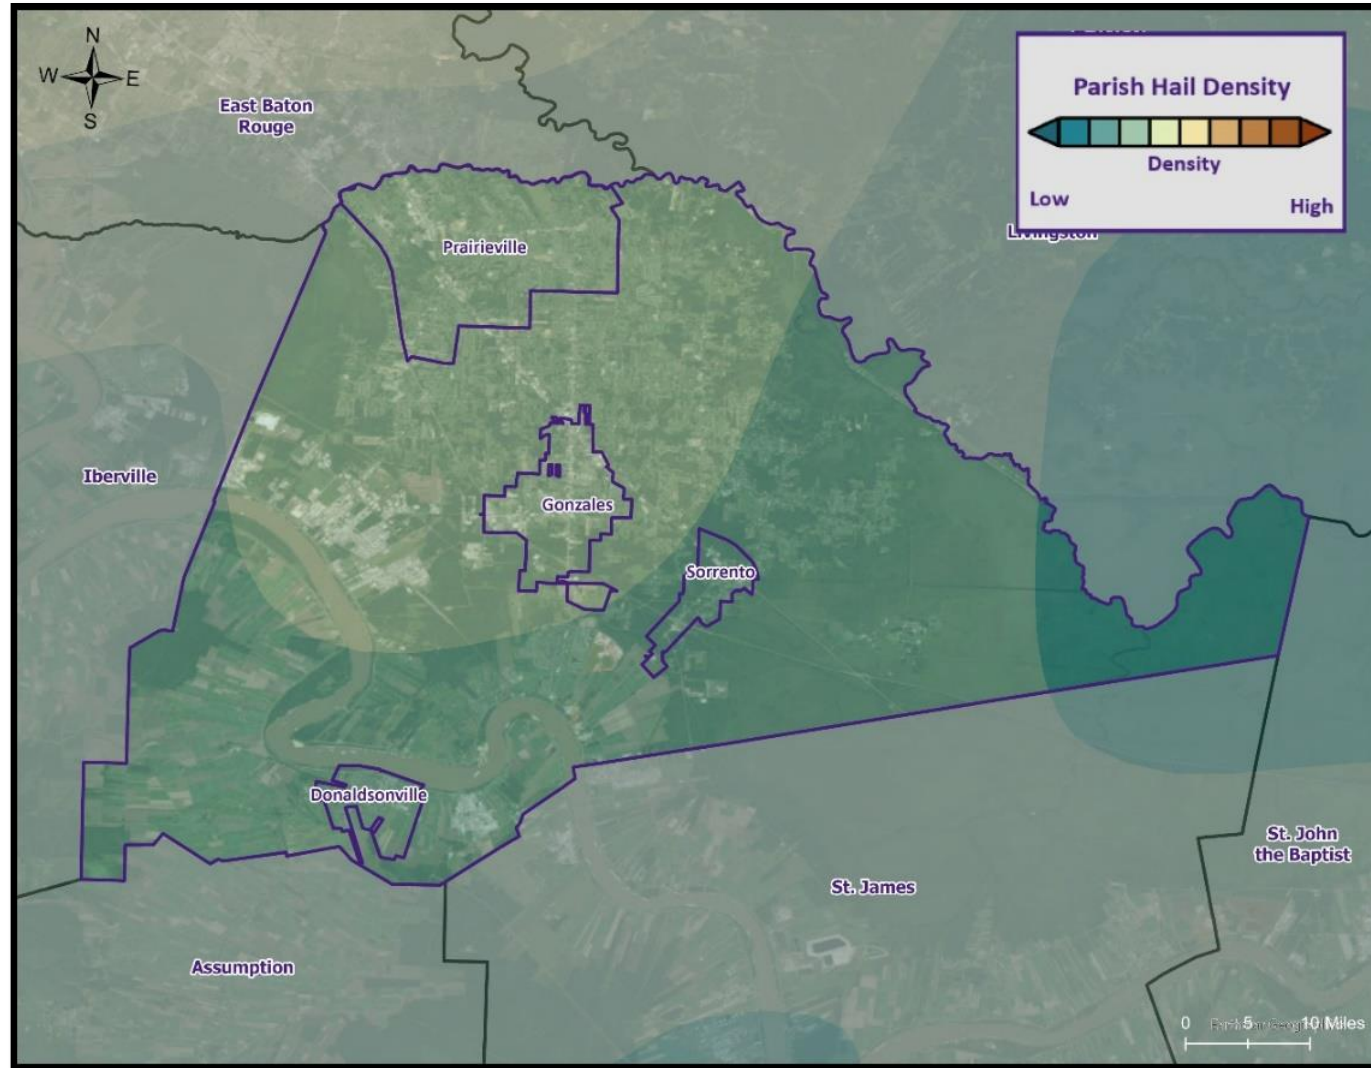 N
W E
S
East Baton
Rouge
Parish Hail Density
Density
Low
High
Livingston
Prairieville
Iberville
Gonzales
Sorrento
Donaldsonville
St. John
the Baptist
St. James
Assumption
0 5 10 Miles